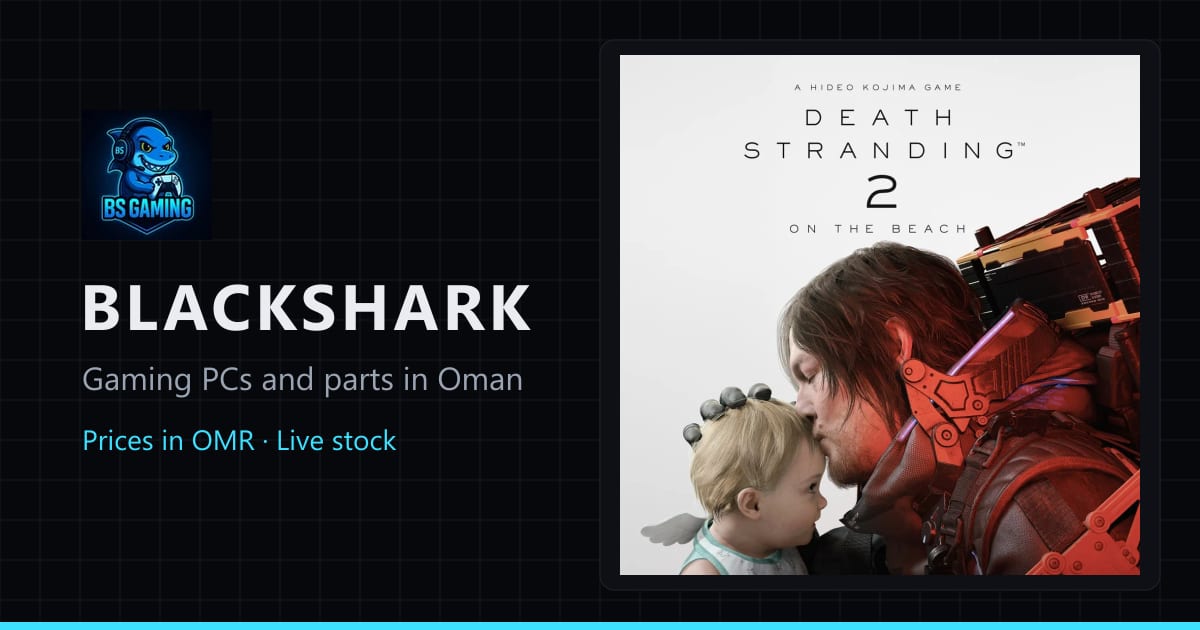 BS
BS GAMING
BLACKSHARK
Gaming PCs and parts in Oman
Prices in OMR · Live stock
A HIDEO KOJIMA GAME
DEATH
STRANDING™
2
ON THE BEACH